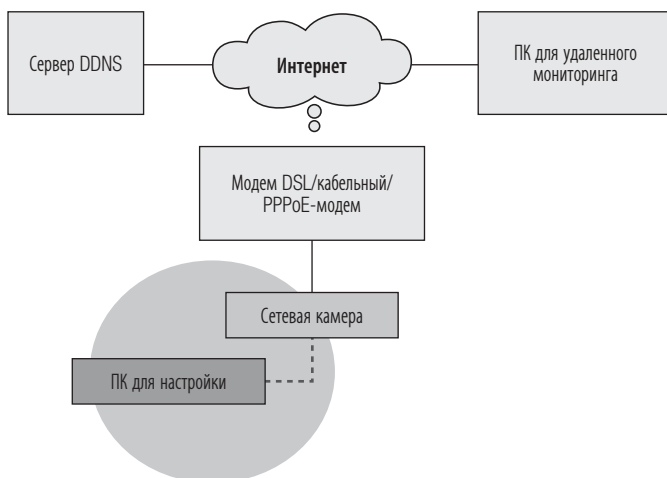 Сервер DDNS
Интернет
ПК для удаленного
мониторинга
Модем DSL/кабельный/
PPPoE-модем
Сетевая камера
ПК для настройки